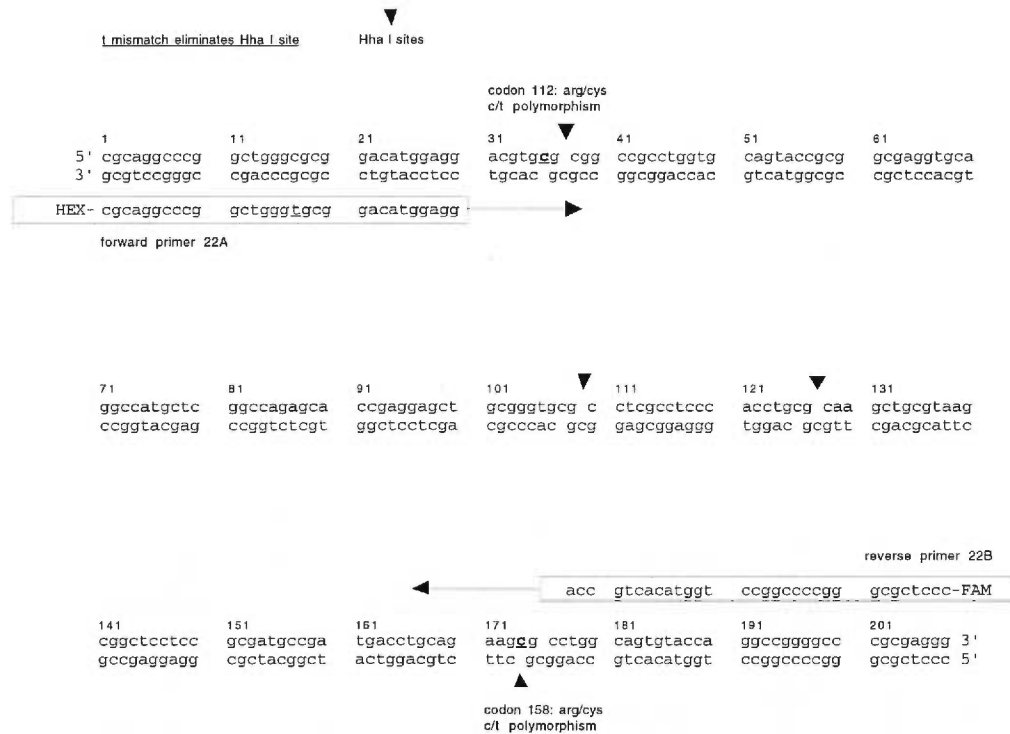 t mismatch eliminates Hha I site Hha I sites
codon 112: arg/cys
c/t polymorphism
1 11 21 31 41 51 61
5' cgcaggcccg gctgggcgcg gacatggagg acgtgcg cgg ccgcctggtg cagtaccgcg gcgaggtgca
3' gcgtccgggc cgacccgcgc ctgtacctcc tgcac gcgcc ggcggaccac gtcatggcgc cgctccacgt
HEX- cgcaggcccg gctgggtgcg gacatggagg
forward primer 22A
71 81 91 101 111 121 131
ggccatgctc ggccagagca ccgaggagct gcgggtgcg c ctcgcctccc acctgcg caa gctgcgtaag
ccggtacgag ccggtctcgt ggctcctcga cgcccac gcg gagcggaggg tggac gcgtt cgacgcattc
reverse primer 22B
acc gtcacatggt ccggccccgg gcgctccc-FAM
141 151 161 171 181 191 201
cggctcctcc gcgatgccga tgacctgcag aagcg cctgg cagtgtacca ggccggggcc cgcgaggg 3'
gccgaggagg cgctacggct actggacgtc ttc gcggacc gtcacatggt ccggccccgg gcgctccc 5'
codon 158: arg/cys
c/t polymorphism